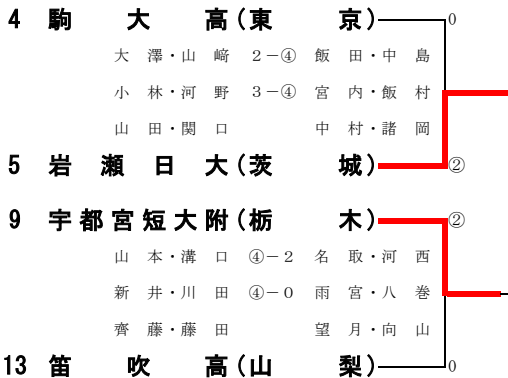 4 駒大高(東京) 0
大澤・山﨑 2－④ 飯田・中島
小林・河野 3－④ 宮内・飯村
山田・関口 中村・諸岡
5 岩瀬日大(茨城) ②
9 宇都宮短大附(栃木) ②
山本・溝口 ④－2 名取・河西
新井・川田 ④－0 雨宮・八巻
齊藤・藤田 望月・向山
13 笛吹高(山梨) 0